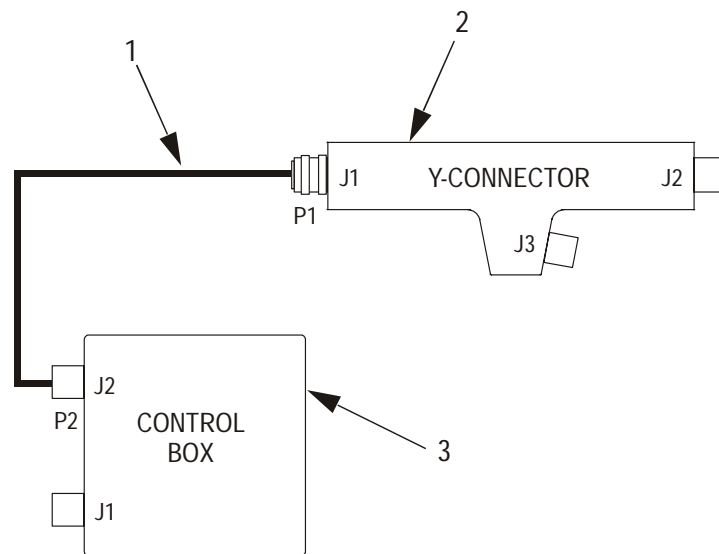 1
2
J1
Y-CONNECTOR
J2
P1
J3
J2
P2
CONTROL
BOX
3
J1